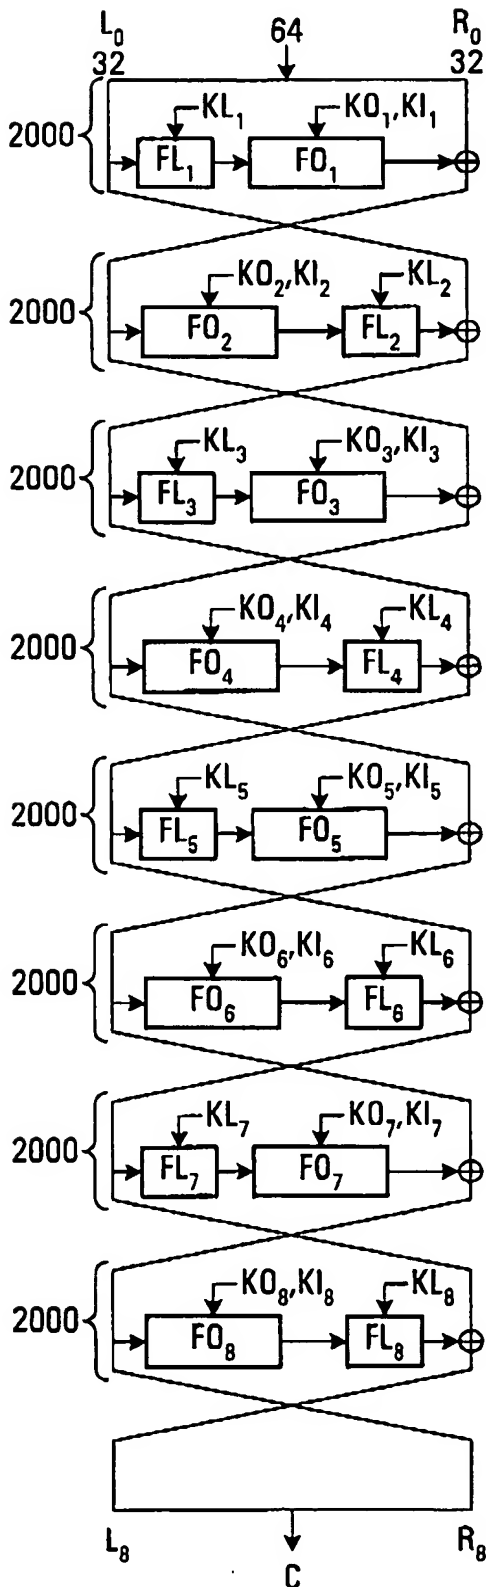 L₀ 64 R₀
32 32
KL₁ KO₁,KI₁
2000
FL₁ FO₁
KO₂,KI₂ KL₂
2000
FO₂ FL₂
KL₃ KO₃,KI₃
2000
FL₃ FO₃
KO₄,KI₄ KL₄
2000
FO₄ FL₄
KL₅ KO₅,KI₅
2000
FL₅ FO₅
KO₆,KI₆ KL₆
2000
FO₆ FL₆
KL₇ KO₇,KI₇
2000
FL₇ FO₇
KO₈,KI₈ KL₈
2000
FO₈ FL₈
L₈ R₈
C